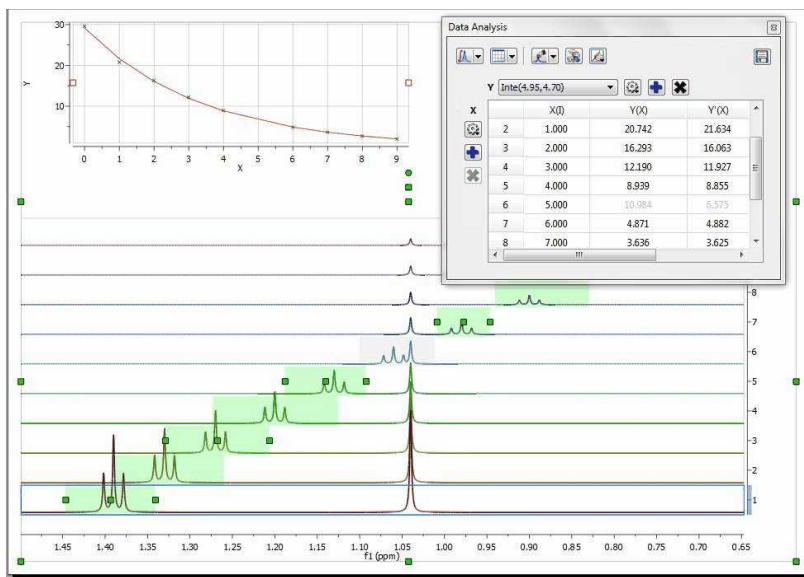 Data Analysis
Y Inte(4.95,4.70)
X
X(I) Y(X) Y'(X)
2 1.000 20.742 21.634
3 2.000 16.293 16.063
4 3.000 12.190 11.927
5 4.000 8.939 8.855
6 5.000 10.984 6.575
7 6.000 4.871 4.882
8 7.000 3.636 3.625
30
20
10
Y
0 1 2 3 4 5 6 7 8 9
X
8
7
6
5
4
3
2
1
1.45 1.40 1.35 1.30 1.25 1.20 1.15 1.10 1.05 1.00 0.95 0.90 0.85 0.80 0.75 0.70 0.65
f1 (ppm)